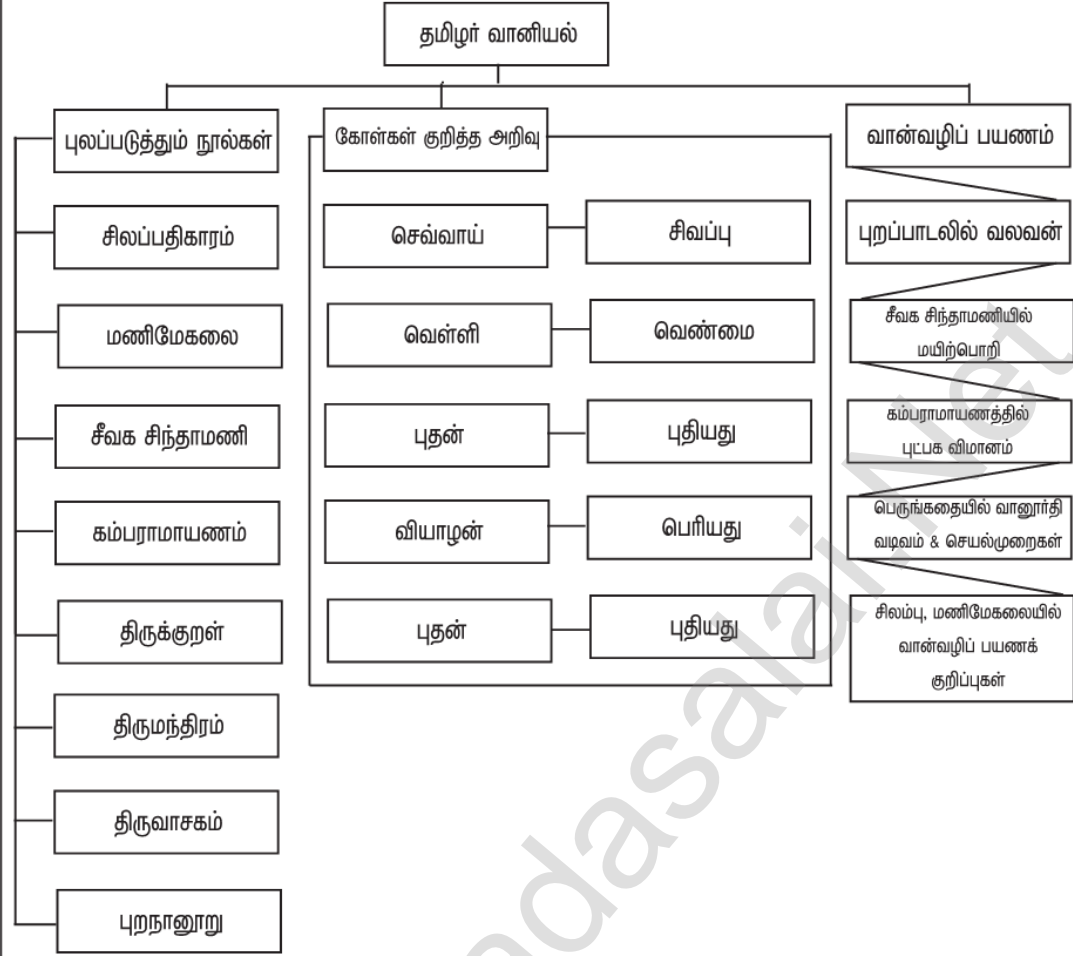 தமிழர் வானியல்
புலப்படுத்தும் நூல்கள்
சிலப்பதிகாரம்
மணிமேகலை
சீவக சிந்தாமணி
கம்பராமாயணம்
திருக்குறள்
திருமந்திரம்
திருவாசகம்
புறநானூறு
கோள்கள் குறித்த அறிவு
செவ்வாய்
சிவப்பு
வெள்ளி
வெண்மை
புதன்
புதியது
வியாழன்
பெரியது
புதன்
புதியது
வான்வழிப் பயணம்
புறப்பாடலில் வலவன்
சீவக சிந்தாமணியில்
மயிற்பொறி
கம்பராமாயணத்தில்
புட்பக விமானம்
பெருங்கதையில் வானூர்தி
வடிவம் & செயல்முறைகள்
சிலம்பு, மணிமேகலையில்
வான்வழிப் பயணக்
குறிப்புகள்
adasalai.Net